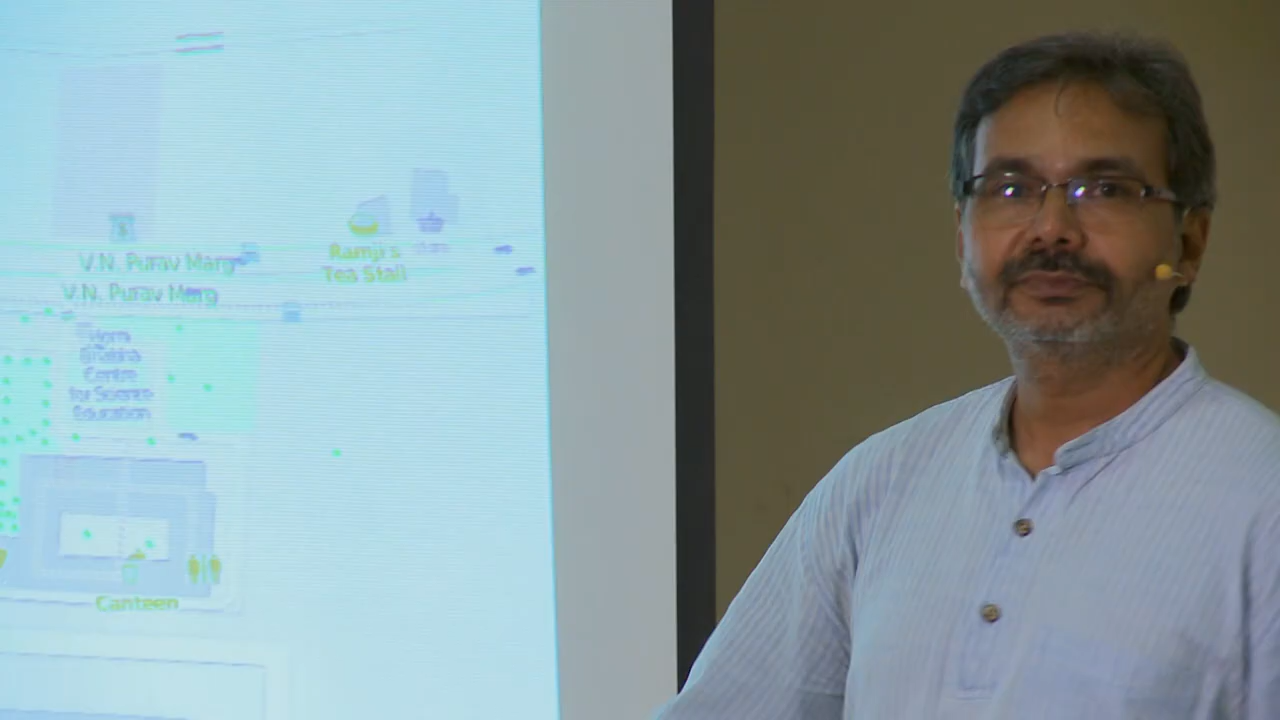 Ramji's
Tea Stall
V.N. Purav Marg
V.N. Purav Marg
Homi
Bhabha
Centre
for Science
Education
Canteen